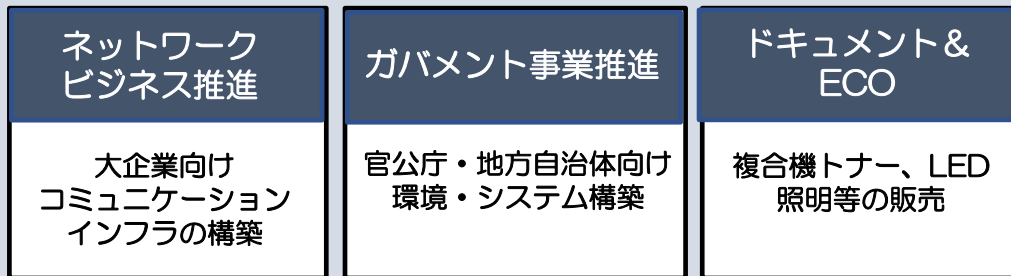 ネットワーク
ビジネス推進
大企業向け
コミュニケーション
インフラの構築
ガバメント事業推進
官公庁・地方自治体向け
環境・システム構築
ドキュメント＆
ECO
複合機トナー、LED
照明等の販売